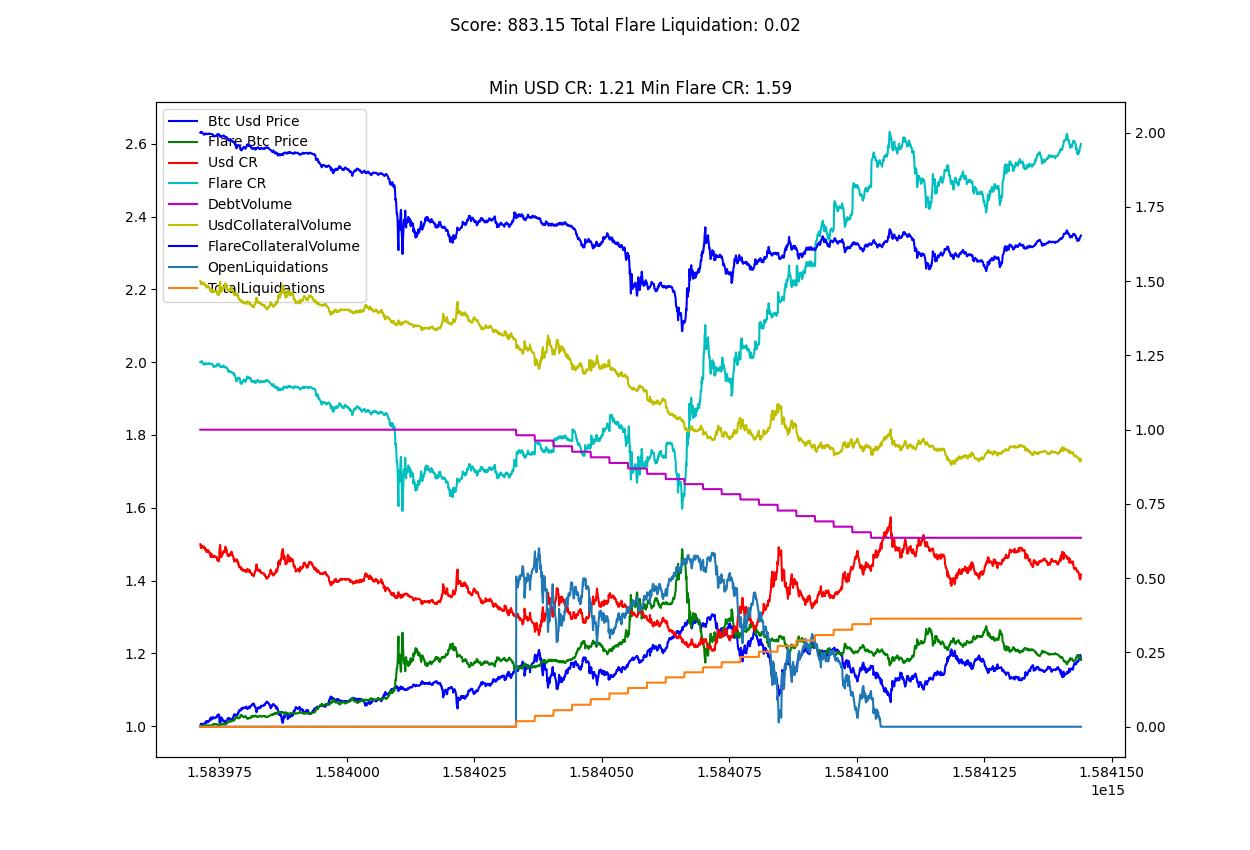 Score: 883.15 Total Flare Liquidation: 0.02
Min USD CR: 1.21 Min Flare CR: 1.59
Btc Usd Price
Flare Btc Price
Usd CR
Flare CR
DebtVolume
UsdCollateralVolume
FlareCollateralVolume
OpenLiquidations
TotalLiquidations
2.6
2.4
2.2
2.0
1.8
1.6
1.4
1.2
1.0
2.00
1.75
1.50
1.25
1.00
0.75
0.50
0.25
0.00
1.583975 1.584000 1.584025 1.584050 1.584075 1.584100 1.584125 1.584150
1e15